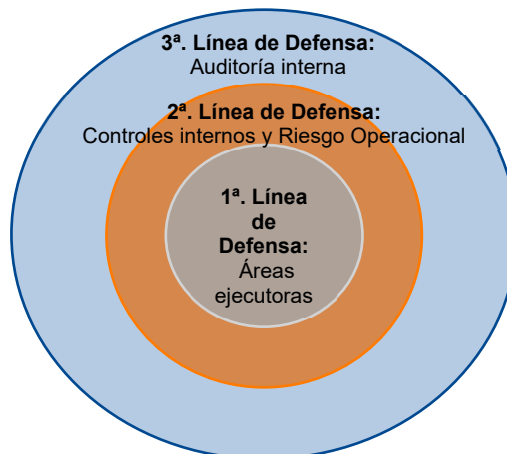 3ª. Línea de Defensa:
Auditoría interna
2ª. Línea de Defensa:
Controles internos y Riesgo Operacional
1ª. Línea
de
Defensa:
Áreas
ejecutoras